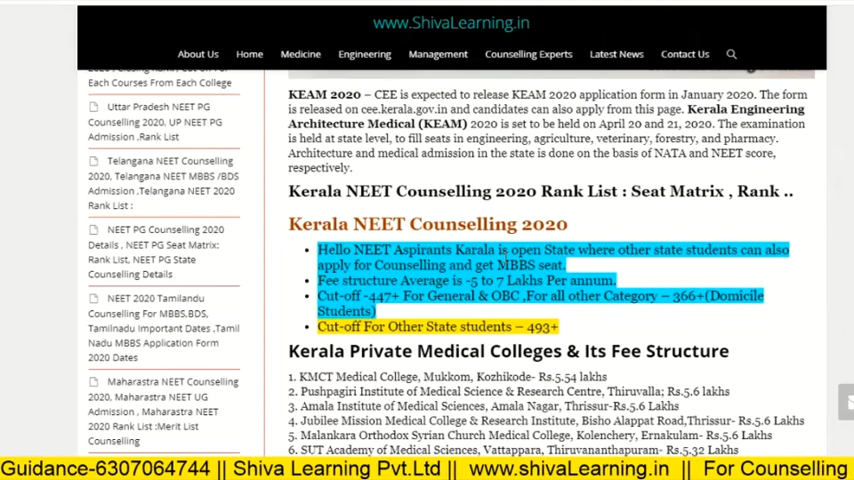 www.ShivaLearning.in
About Us Home Medicine Engineering Management Counselling Experts Latest News Contact Us
Each Courses From Each College
Uttar Pradesh NEET PG
Counselling 2020, UP NEET PG
Admission ,Rank List
Telangana NEET Counselling
2020, Telangana NEET MBBS /BDS
Admission ,Telangana NEET 2020
Rank List :
NEET PG Counselling 2020
Details , NEET PG Seat Matrix:
Rank List, NEET PG State
Counselling Details
NEET 2020 Tamilandu
Counselling For MBBS,BDS,
Tamilnadu Important Dates ,Tamil
Nadu MBBS Application Form
2020 Dates
Maharastra NEET Counselling
2020, Maharastra NEET UG
Admission , Maharastra NEET
2020 Rank List :Merit List
Counselling
KEAM 2020 – CEE is expected to release KEAM 2020 application form in January 2020. The form
is released on cee.kerala.gov.in and candidates can also apply from this page. Kerala Engineering
Architecture Medical (KEAM) 2020 is set to be held on April 20 and 21, 2020. The examination
is held at state level, to fill seats in engineering, agriculture, veterinary, forestry, and pharmacy.
Architecture and medical admission in the state is done on the basis of NATA and NEET score,
respectively.
Kerala NEET Counselling 2020 Rank List : Seat Matrix , Rank ..
Kerala NEET Counselling 2020
Hello NEET Aspirants Karala is open State where other state students can also
apply for Counselling and get MBBS seat.
Fee structure Average is -5 to 7 Lakhs Per annum.
Cut-off -447+ For General & OBC ,For all other Category – 366+(Domicile
Students)
Cut-off For Other State students – 493+
Kerala Private Medical Colleges & Its Fee Structure
1. KMCT Medical College, Mukkom, Kozhikode- Rs.5.54 lakhs
2. Pushpagiri Institute of Medical Science & Research Centre, Thiruvalla; Rs.5.6 lakhs
3. Amala Institute of Medical Sciences, Amala Nagar, Thrissur-Rs.5.6 Lakhs
4. Jubilee Mission Medical College & Research Institute, Bisho Alappat Road,Thrissur- Rs.5.6 Lakhs
5. Malankara Orthodox Syrian Church Medical College, Kolenchery, Ernakulam- Rs.5.6 Lakhs
6. SUT Academy of Medical Sciences, Vattappara, Thiruvananthapuram- Rs.5.32 Lakhs
Guidance-6307064744 || Shiva Learning Pvt.Ltd || www.shivaLearning.in || For Counselling